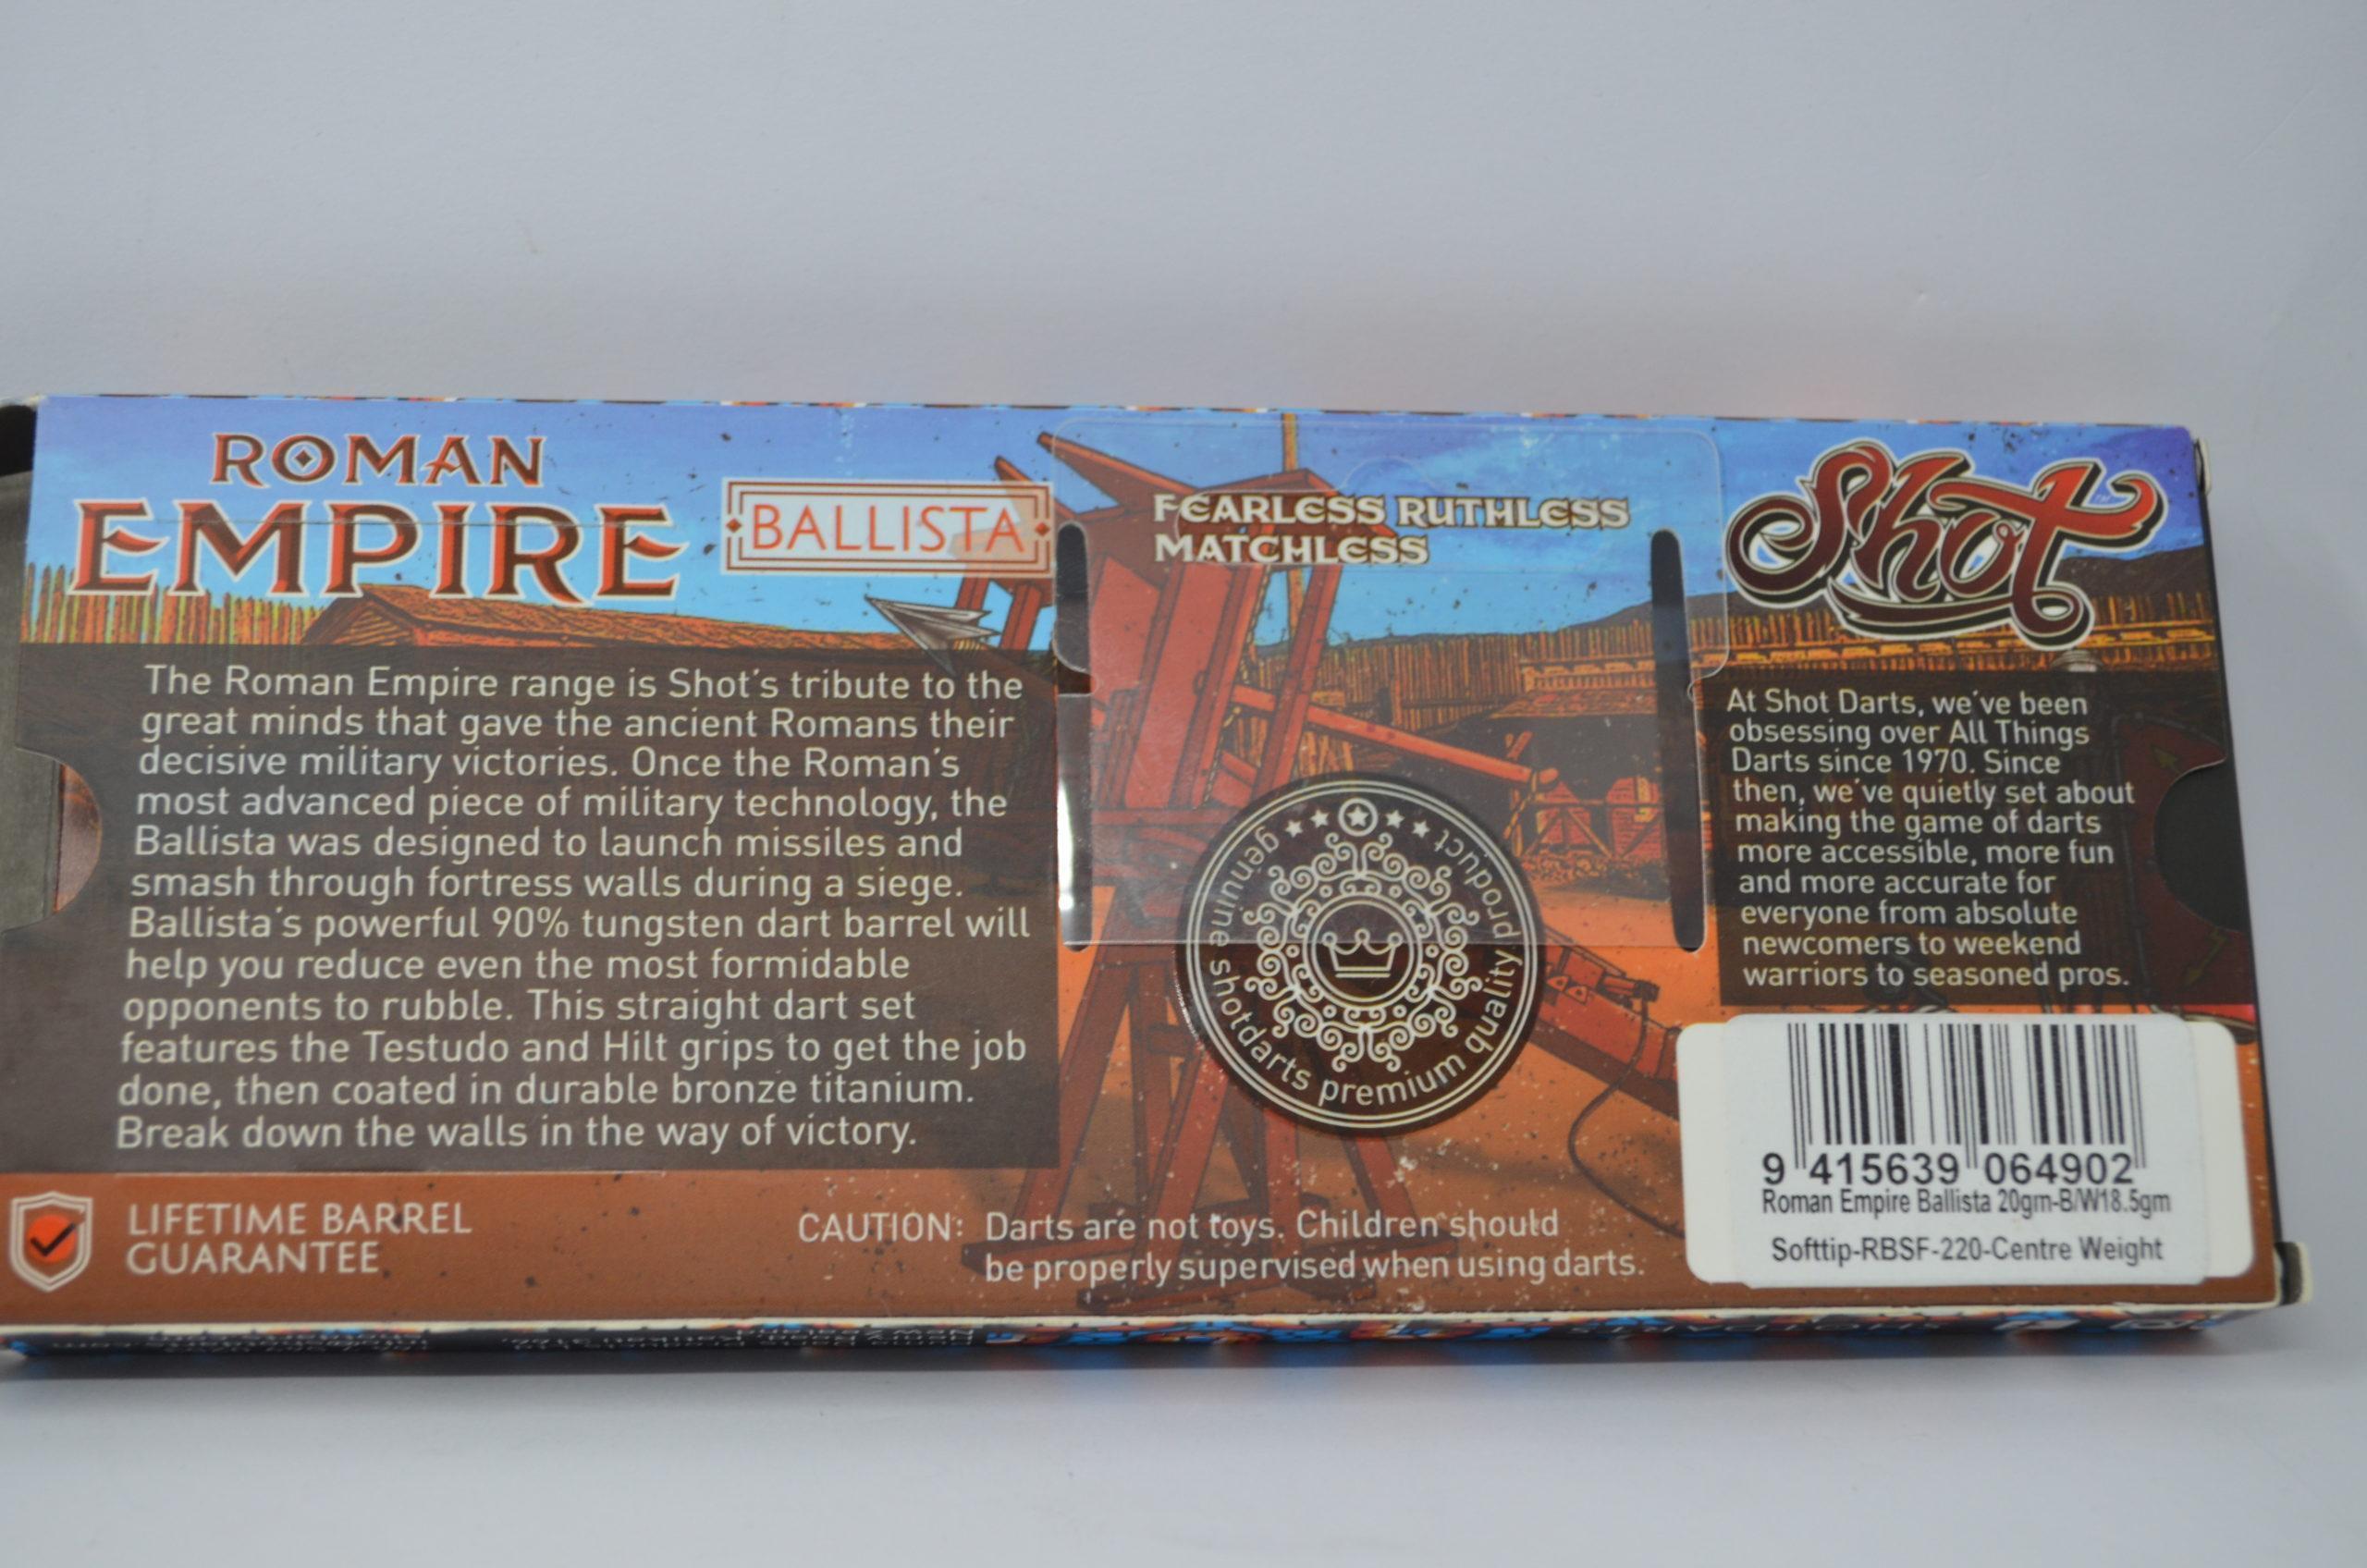 ROMAN
EMPIRE
BALLISTA
The Roman Empire range is Shot's tribute to the
great minds that gave the ancient Romans their
decisive military victories. Once the Roman's
most advanced piece of military technology, the
Ballista was designed to launch missiles and
smash through fortress walls during a siege.
Ballista's powerful 90% tungsten dart barrel will
help you reduce even the most formidable
opponents to rubble. This straight dart set
features the Testudo and Hilt grips to get the job
done, then coated in durable bronze titanium.
Break down the walls in the way of victory.
LIFETIME BARREL
GUARANTEE
FEARLESS RUTHLESS
MATCHLESS
genuine shotdarts premium quality product
CAUTION: Darts are not toys. Children should
be properly supervised when using darts.
Shot™
At Shot Darts, we've been
obsessing over All Things
Darts since 1970. Since
then, we've quietly set about
making the game of darts
more accessible, more fun
and more accurate for
everyone from absolute
newcomers to weekend
warriors to seasoned pros.
9 415639 064902
Roman Empire Ballista 20gm-B/W18.5gm
Softtip-RBSF-220-Centre Weight